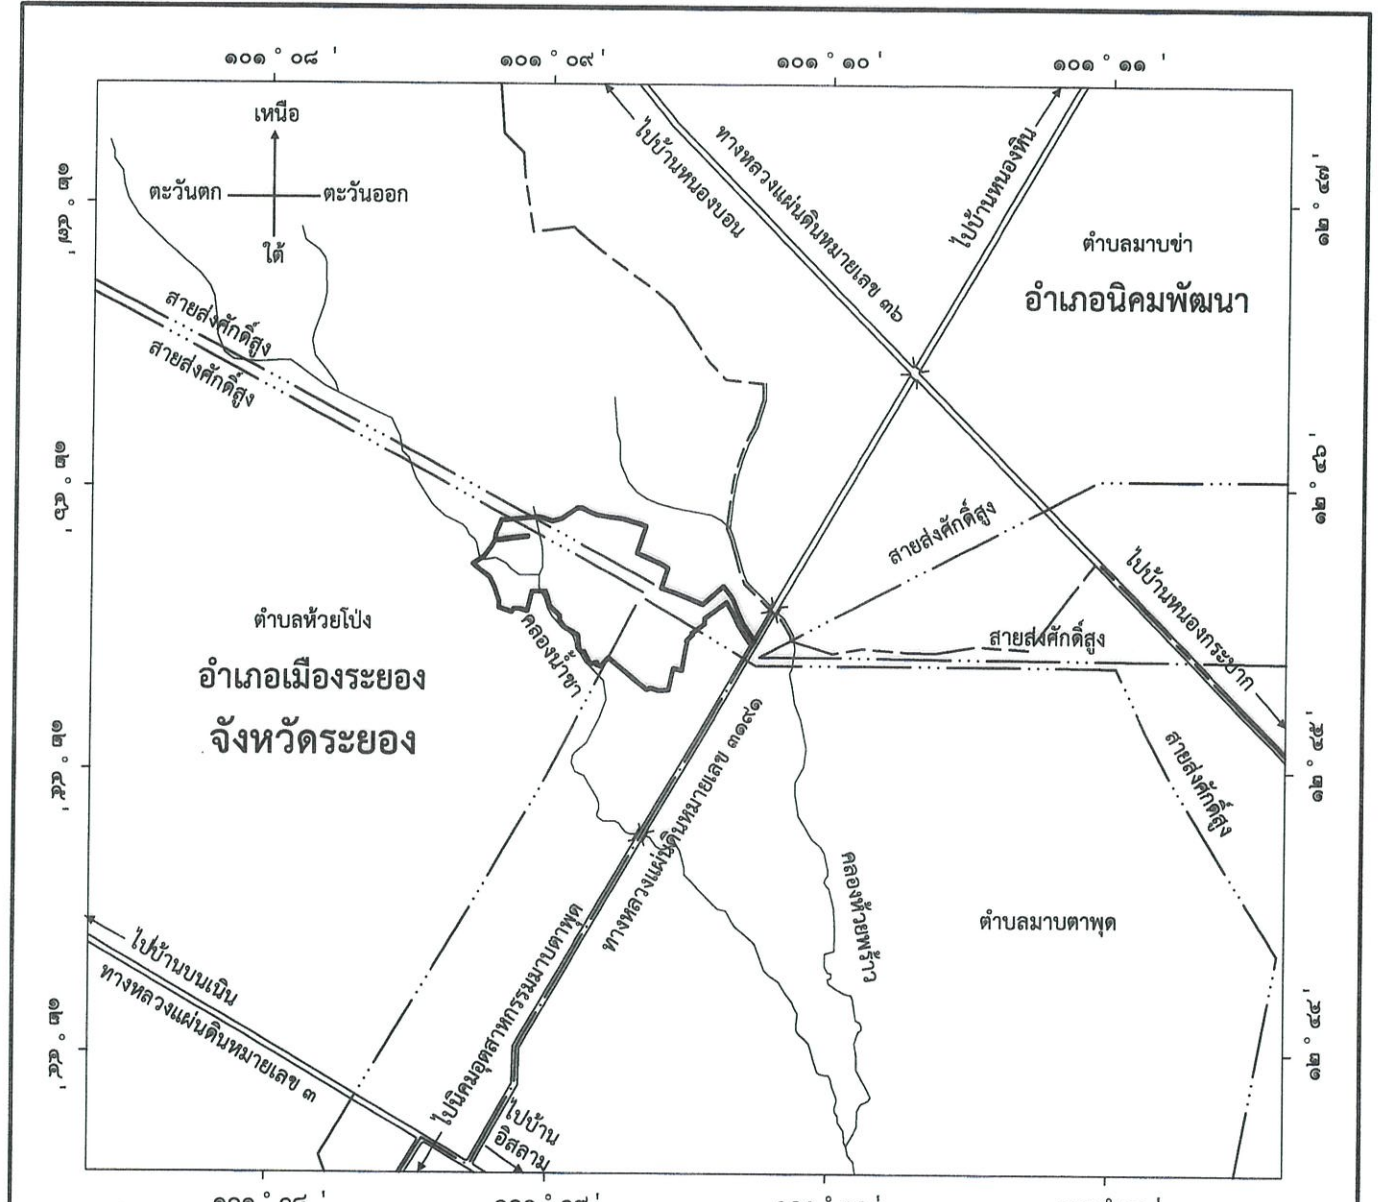 ๑๐๑ ° ๐๘ ' ๑๐๑ ° ๐๙ ' ๑๐๑ ° ๑๐ ' ๑๐๑ ° ๑๑ '
เหนือ
ตะวันตก ตะวันออก
ใต้
๑๒ ° ๔๗ '
๑๒ ° ๔๗ '
ไปบ้านหนองบอน
ทางหลวงแผ่นดินหมายเลข ๓๖
ไปบ้านหนองหิน
ตำบลมาบข่า
อำเภอนิคมพัฒนา
สายส่งศักดิ์สูง
สายส่งศักดิ์สูง
๑๒ ° ๔๖ '
๑๒ ° ๔๖ '
สายส่งศักดิ์สูง
ไปบ้านหนองกระบาก
สายส่งศักดิ์สูง
ตำบลห้วยโป่ง
อำเภอเมืองระยอง
จังหวัดระยอง
คลองน้ำชา
ทางหลวงแผ่นดินหมายเลข ๓๑๙๑
๑๒ ° ๔๕ '
๑๒ ° ๔๕ '
สายส่งศักดิ์สูง
คลองห้วยพร้าว
ตำบลมาบตาพุด
ไปบ้านบนเนิน
ทางหลวงแผ่นดินหมายเลข ๓
ไปนิคมอุตสาหกรรมมาบตาพุด
ไปบ้าน
อิสลาม
๑๒ ° ๔๔ '
๑๒ ° ๔๔ '